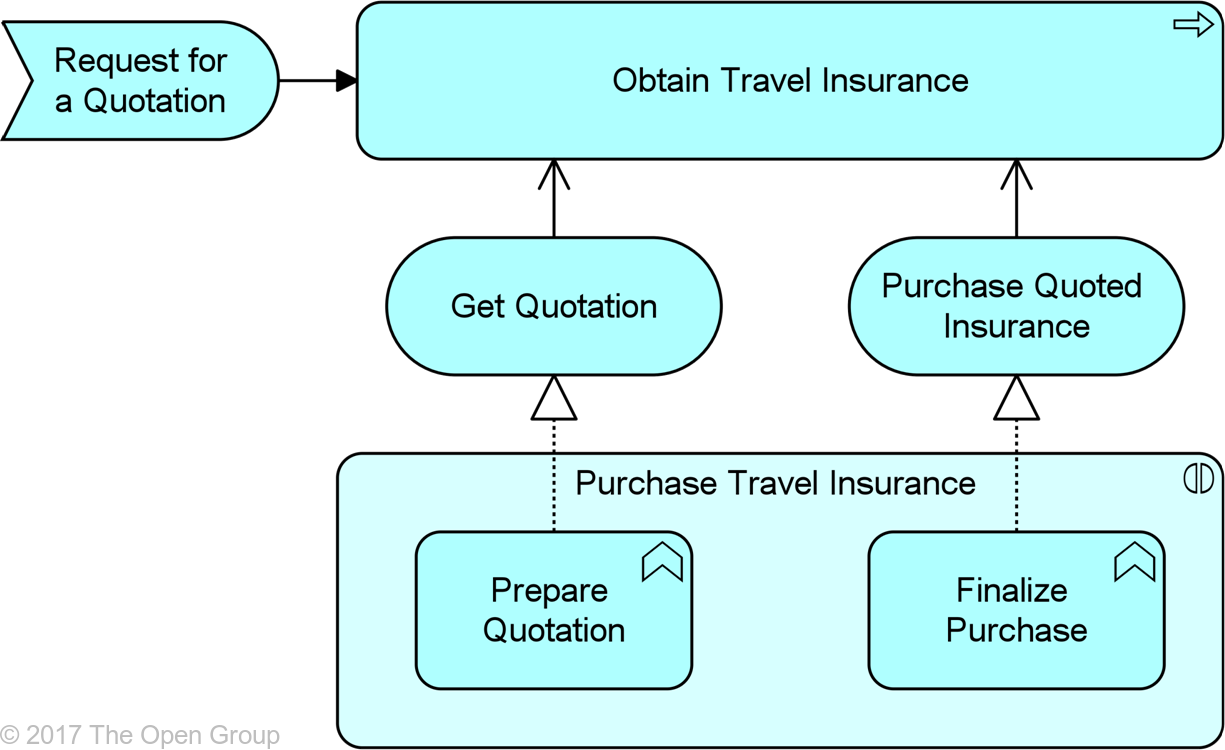 Request for
a Quotation
Obtain Travel Insurance
Get Quotation
Purchase Quoted
Insurance
Purchase Travel Insurance
Prepare
Quotation
Finalize
Purchase
© 2017 The Open Group